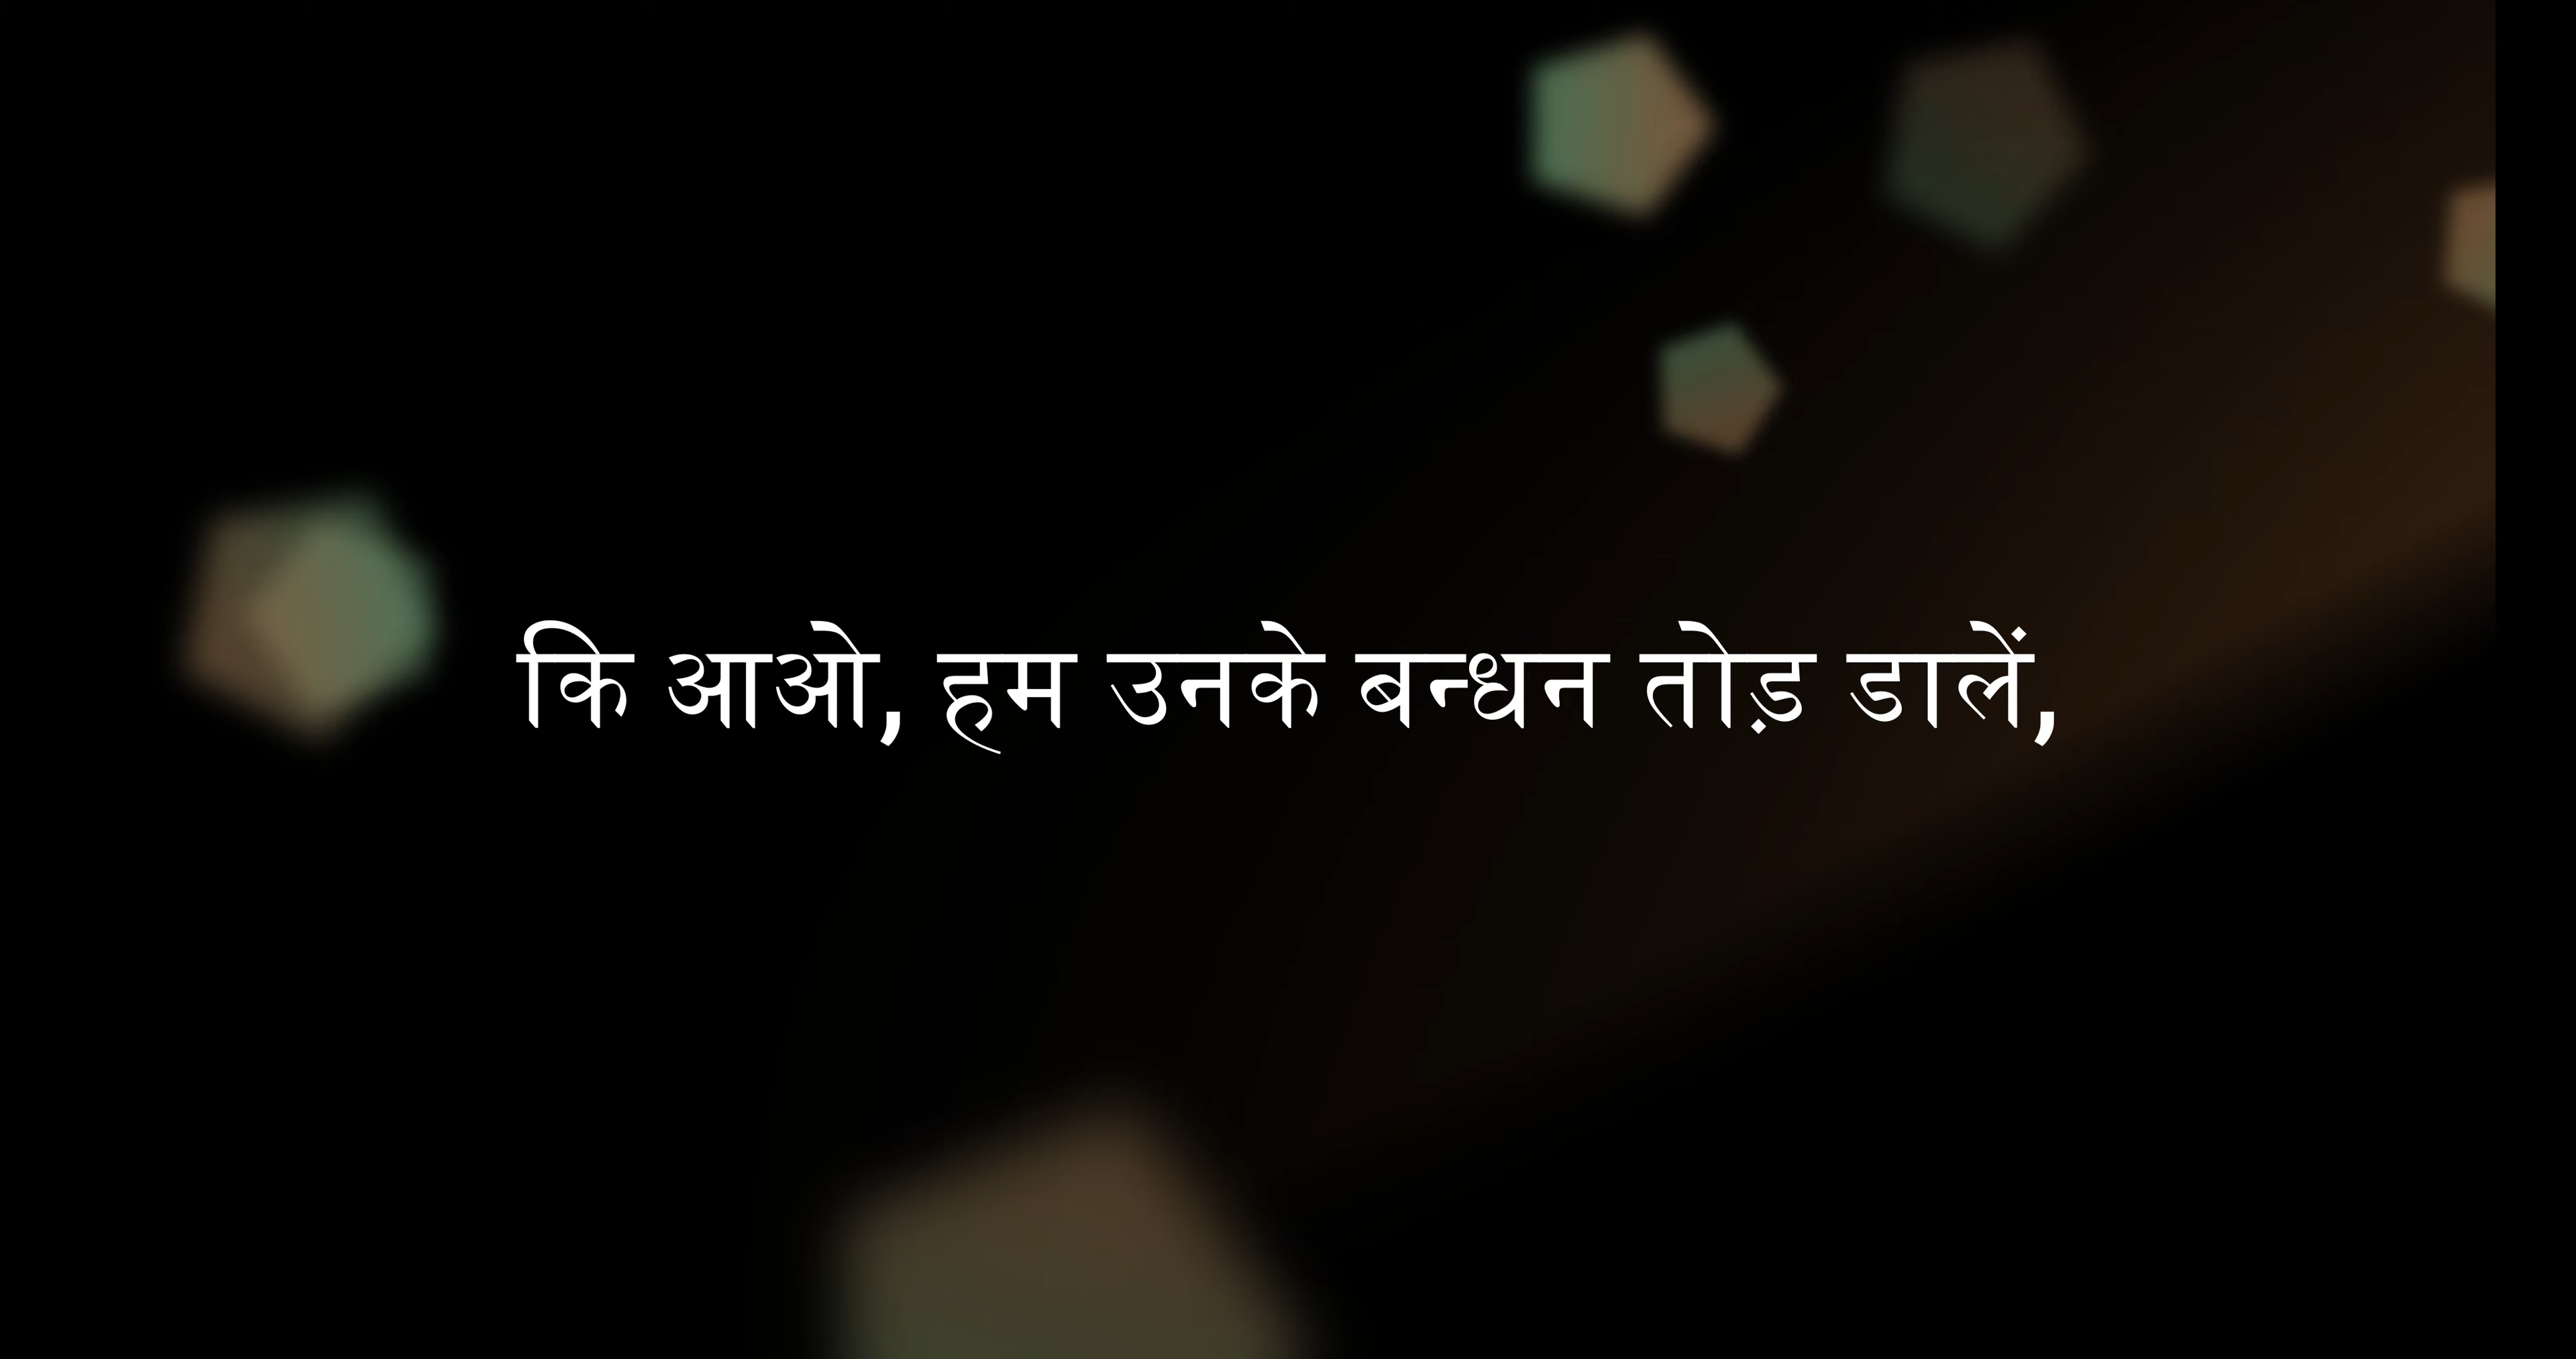 कि आओ, हम उनके बन्धन तोड़ डालें,